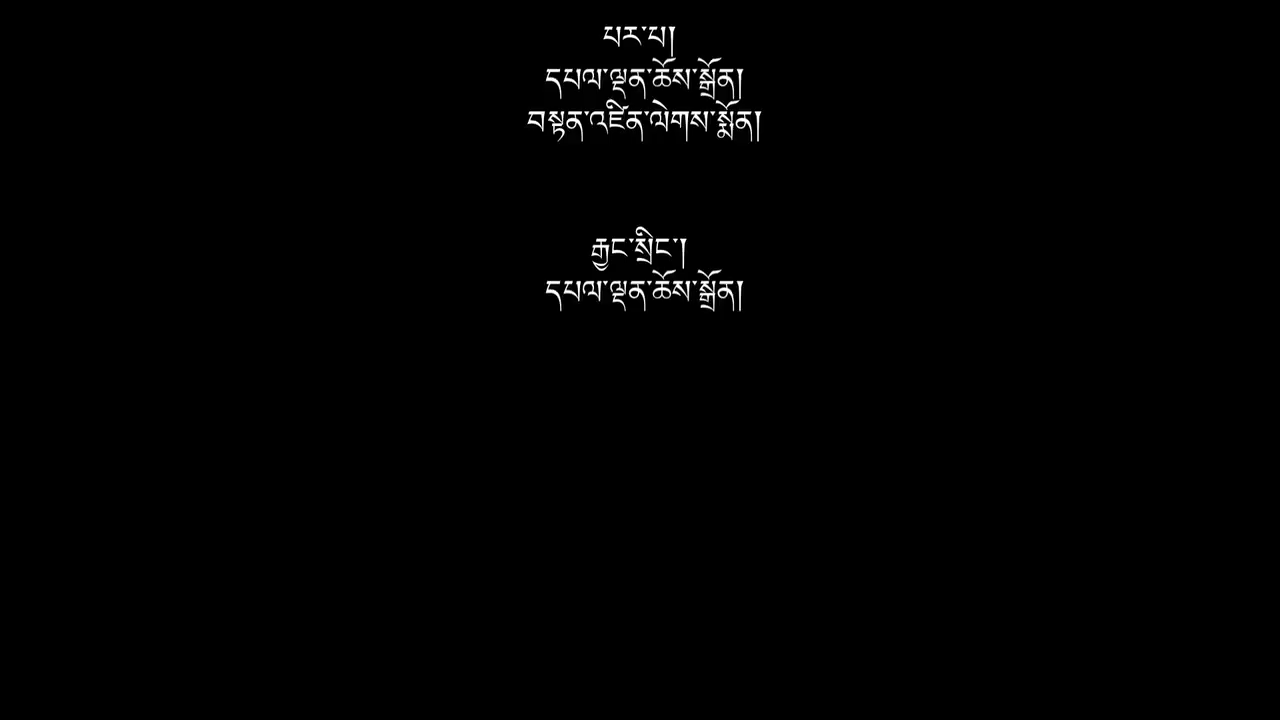 པར་པ།
དཔལ་ལྡན་ཆོས་སྒྲོན།
བསྟན་འཛིན་ལེགས་སྨོན།
རྒྱང་སྲིང་།
དཔལ་ལྡན་ཆོས་སྒྲོན།